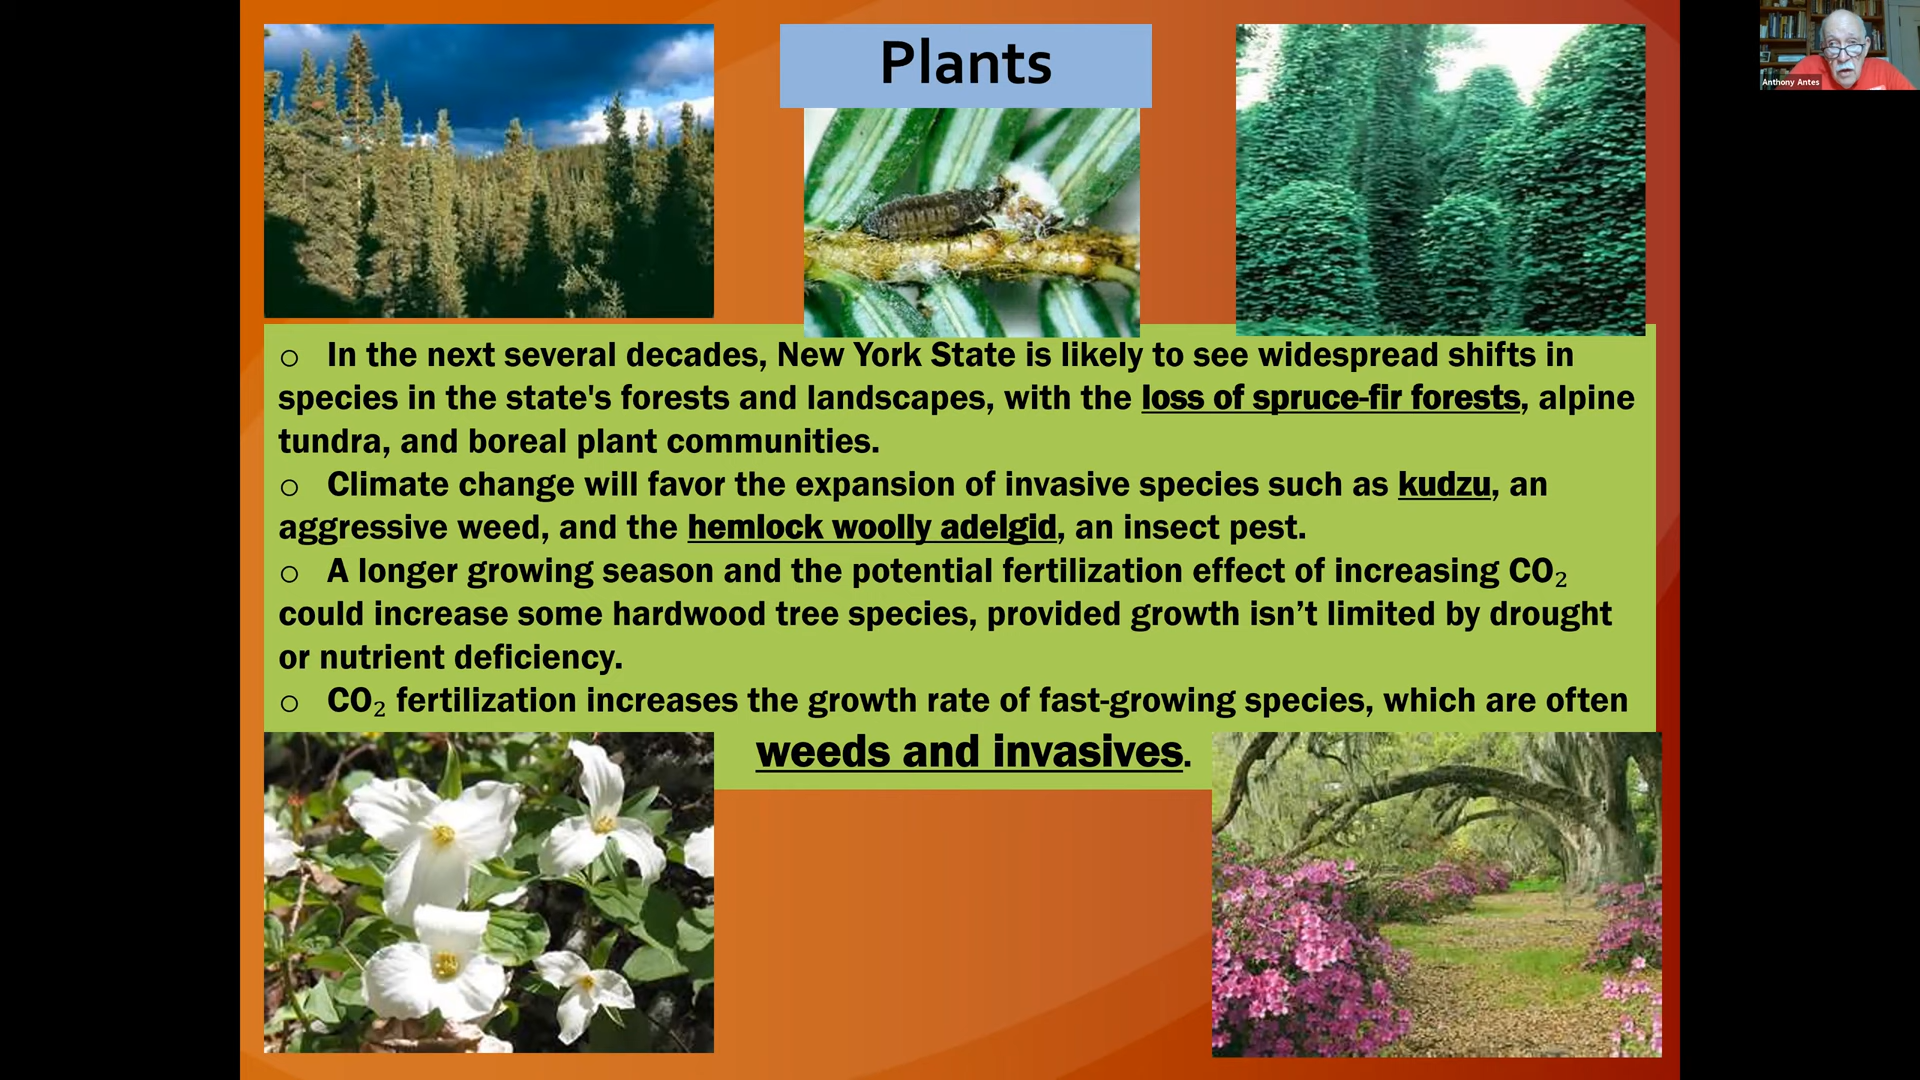 Plants
Anthony Antes
o In the next several decades, New York State is likely to see widespread shifts in
species in the state's forests and landscapes, with the loss of spruce-fir forests, alpine
tundra, and boreal plant communities.
o Climate change will favor the expansion of invasive species such as kudzu, an
aggressive weed, and the hemlock woolly adelgid, an insect pest.
o A longer growing season and the potential fertilization effect of increasing CO₂
could increase some hardwood tree species, provided growth isn’t limited by drought
or nutrient deficiency.
o CO₂ fertilization increases the growth rate of fast-growing species, which are often
weeds and invasives.